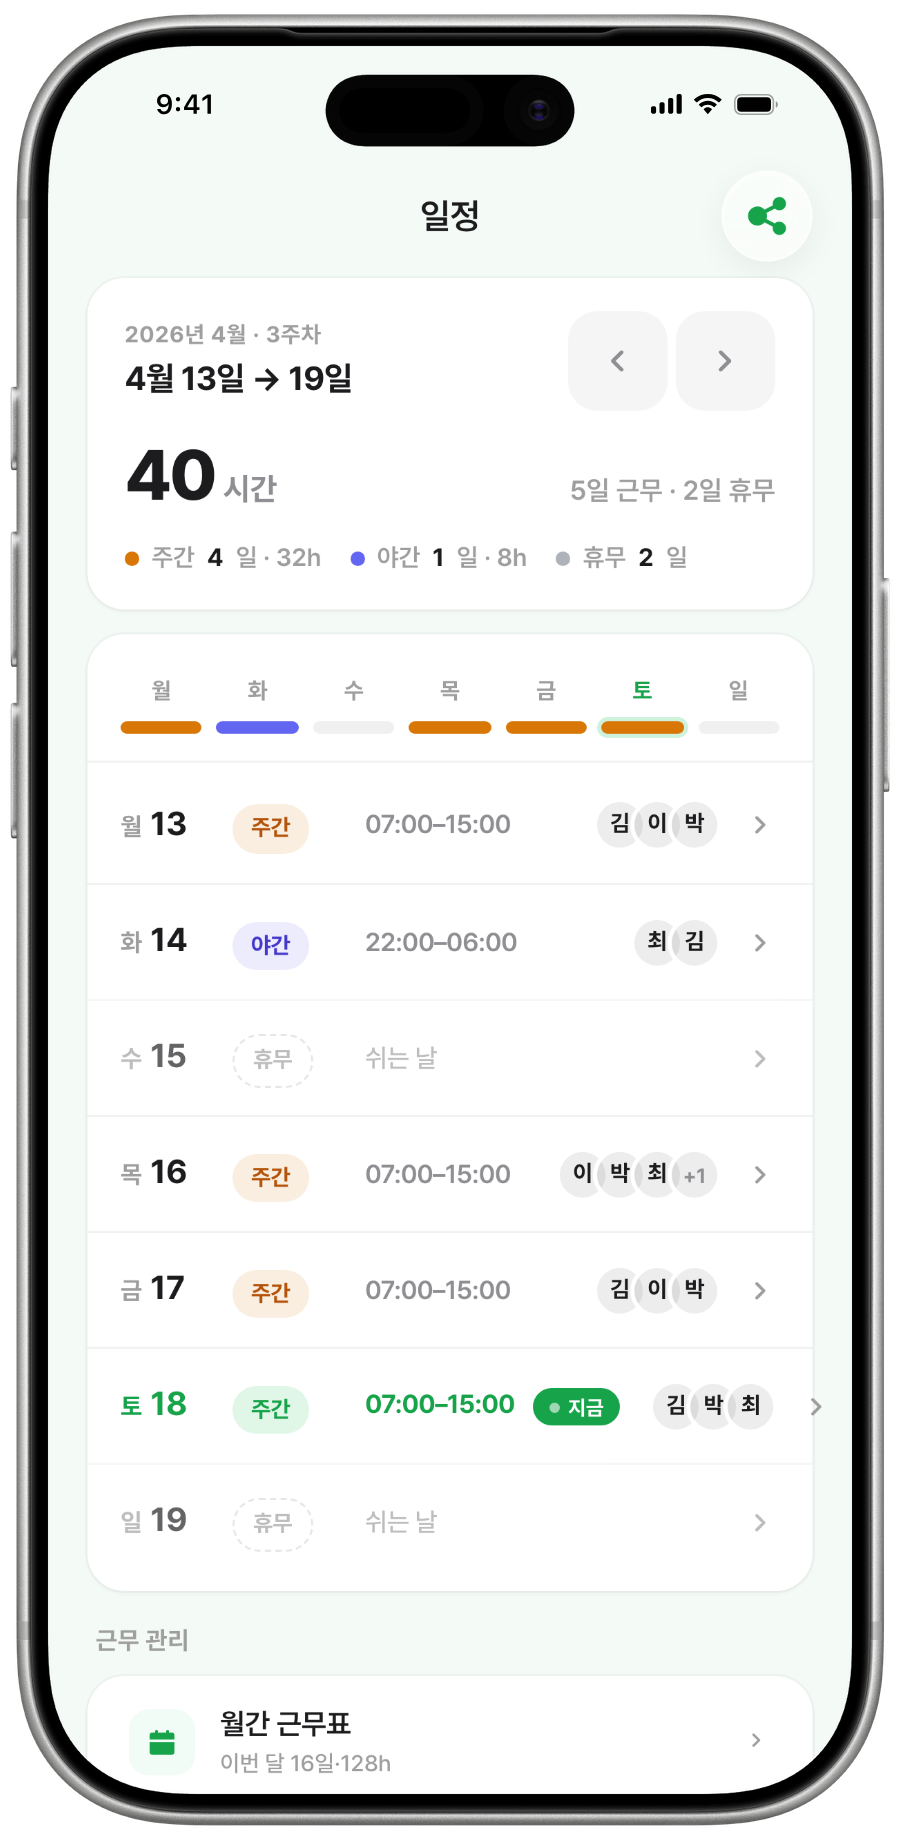 9:41
일정
2026년 4월 · 3주차
4월 13일 → 19일
40 시간
5일 근무 · 2일 휴무
주간 4 일 · 32h 야간 1 일 · 8h 휴무 2 일
월 화 수 목 금 토 일
월 13 주간 07:00–15:00 김 이 박
화 14 야간 22:00–06:00 최 김
수 15 휴무 쉬는 날
목 16 주간 07:00–15:00 이 박 최 +1
금 17 주간 07:00–15:00 김 이 박
토 18 주간 07:00–15:00 지금 김 박 최
일 19 휴무 쉬는 날
근무 관리
월간 근무표
이번 달 16일·128h